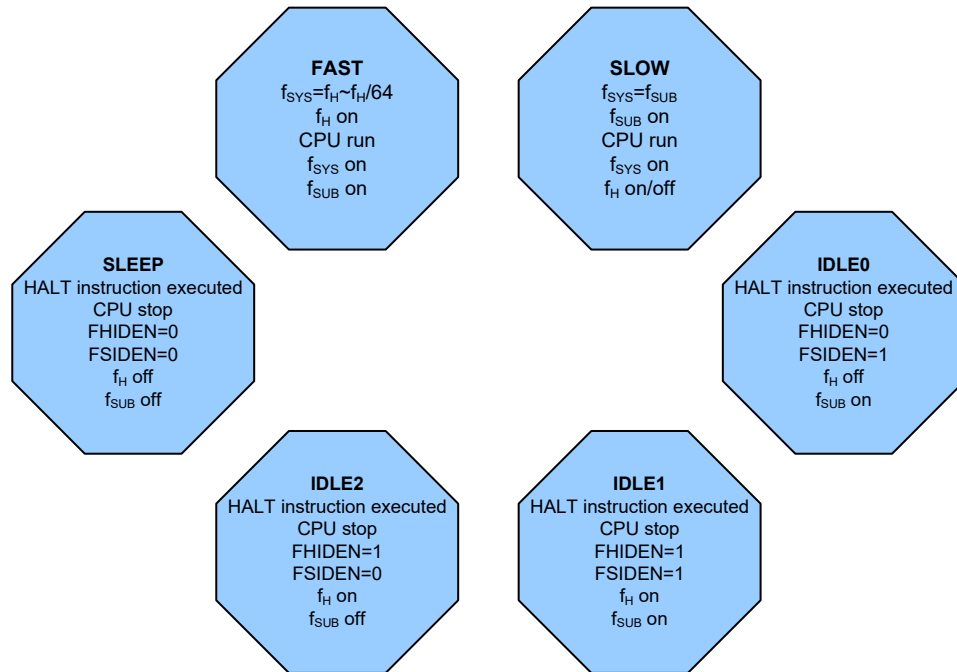 FAST
fSYS=fH~fH/64
fH on
CPU run
fSYS on
fSUB on
SLOW
fSYS=fSUB
fSUB on
CPU run
fSYS on
fH on/off
SLEEP
HALT instruction executed
CPU stop
FHIDEN=0
FSIDEN=0
fH off
fSUB off
IDLE0
HALT instruction executed
CPU stop
FHIDEN=0
FSIDEN=1
fH off
fSUB on
IDLE2
HALT instruction executed
CPU stop
FHIDEN=1
FSIDEN=0
fH on
fSUB off
IDLE1
HALT instruction executed
CPU stop
FHIDEN=1
FSIDEN=1
fH on
fSUB on